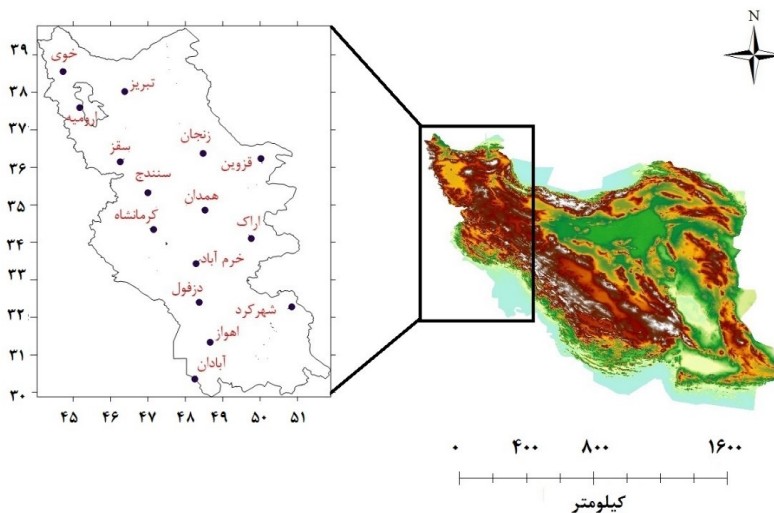 N
۳۹
۳۸
۳۷
۳۶
۳۵
۳۴
۳۳
۳۲
۳۱
۳۰
خوی
تبریز
ارومیه
زنجان
سقز
قزوین
سنندج
همدان
کرمانشاه
اراک
خرم آباد
دزفول
شهرکرد
اهواز
آبادان
۴۵ ۴۶ ۴۷ ۴۸ ۴۹ ۵۰ ۵۱
۰ ۴۰۰ ۸۰۰ ۱۶۰۰
کیلومتر